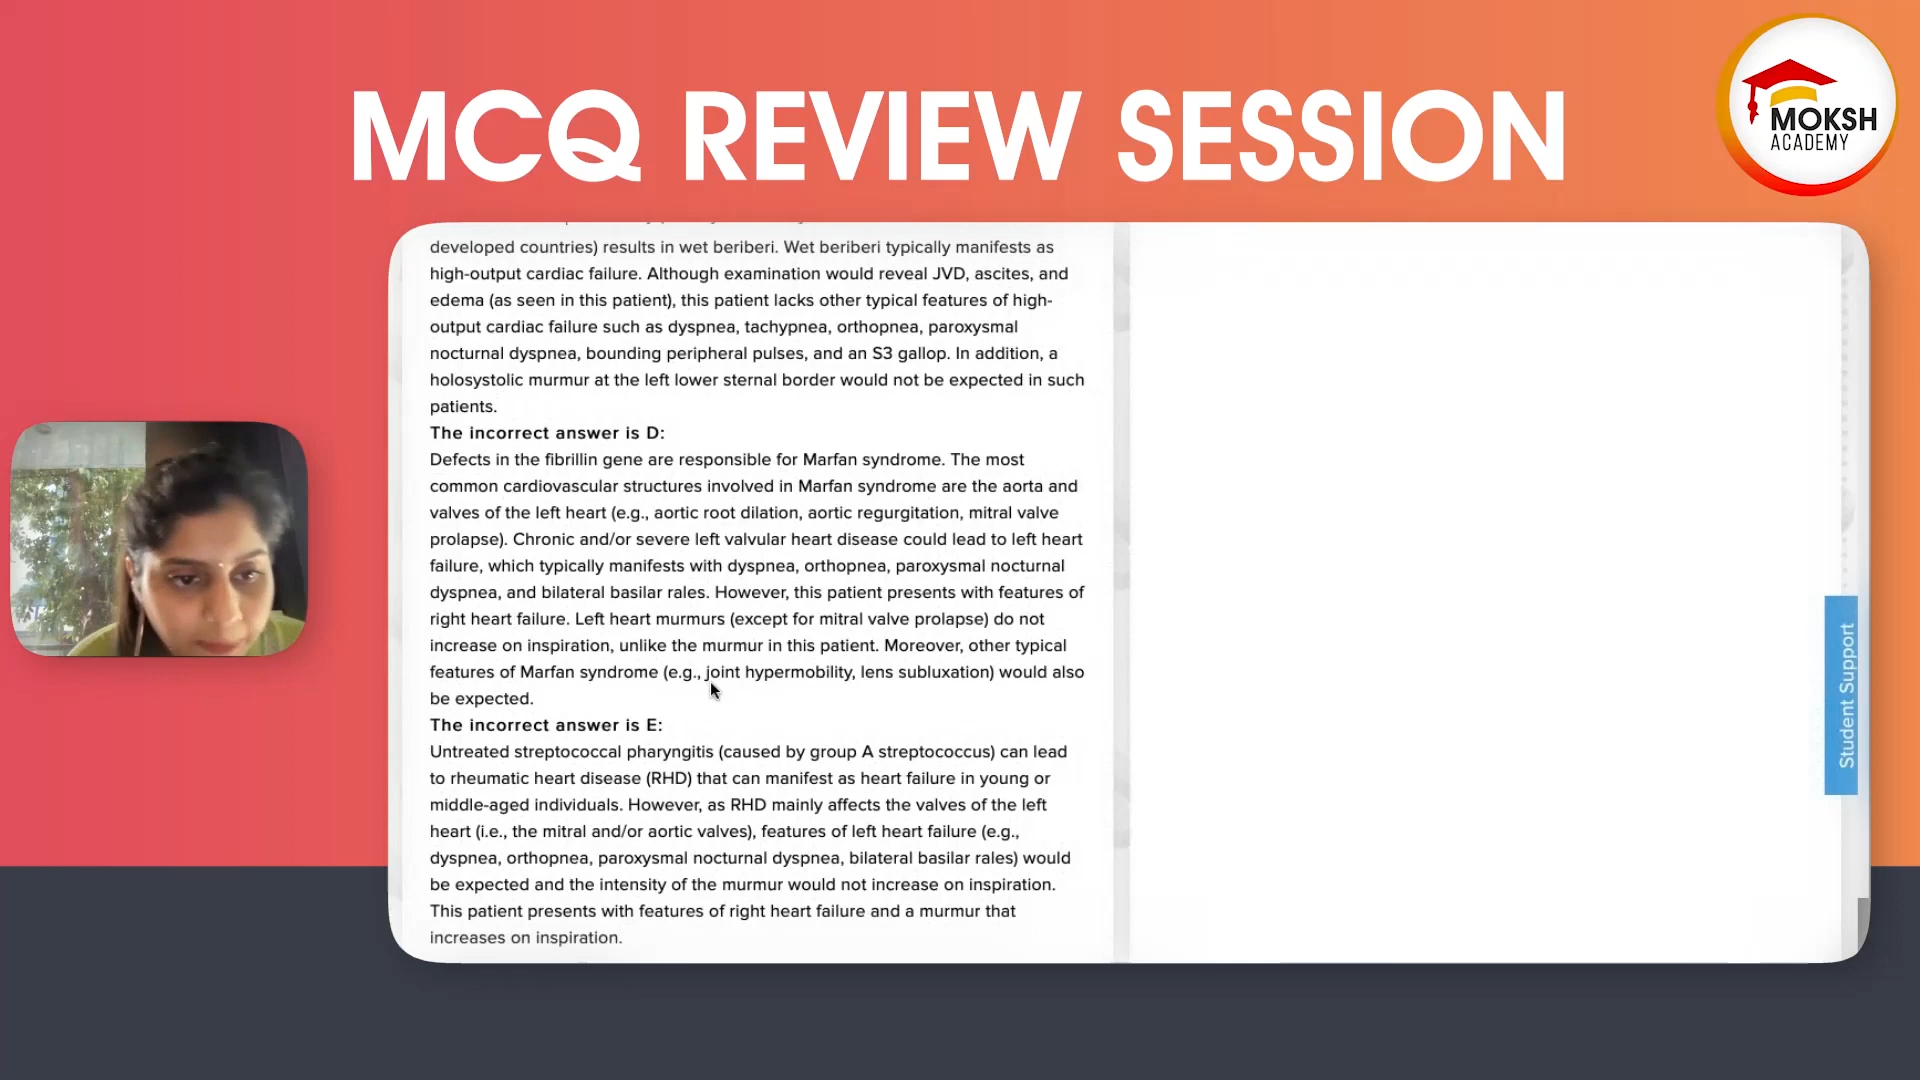 MCQ REVIEW SESSION
MOKSH
ACADEMY
developed countries) results in wet beriberi. Wet beriberi typically manifests as
high-output cardiac failure. Although examination would reveal JVD, ascites, and
edema (as seen in this patient), this patient lacks other typical features of high-
output cardiac failure such as dyspnea, tachypnea, orthopnea, paroxysmal
nocturnal dyspnea, bounding peripheral pulses, and an S3 gallop. In addition, a
holosystolic murmur at the left lower sternal border would not be expected in such
patients.
The incorrect answer is D:
Defects in the fibrillin gene are responsible for Marfan syndrome. The most
common cardiovascular structures involved in Marfan syndrome are the aorta and
valves of the left heart (e.g., aortic root dilation, aortic regurgitation, mitral valve
prolapse). Chronic and/or severe left valvular heart disease could lead to left heart
failure, which typically manifests with dyspnea, orthopnea, paroxysmal nocturnal
dyspnea, and bilateral basilar rales. However, this patient presents with features of
right heart failure. Left heart murmurs (except for mitral valve prolapse) do not
increase on inspiration, unlike the murmur in this patient. Moreover, other typical
features of Marfan syndrome (e.g., joint hypermobility, lens subluxation) would also
be expected.
The incorrect answer is E:
Untreated streptococcal pharyngitis (caused by group A streptococcus) can lead
to rheumatic heart disease (RHD) that can manifest as heart failure in young or
middle-aged individuals. However, as RHD mainly affects the valves of the left
heart (i.e., the mitral and/or aortic valves), features of left heart failure (e.g.,
dyspnea, orthopnea, paroxysmal nocturnal dyspnea, bilateral basilar rales) would
be expected and the intensity of the murmur would not increase on inspiration.
This patient presents with features of right heart failure and a murmur that
increases on inspiration.
Student Support